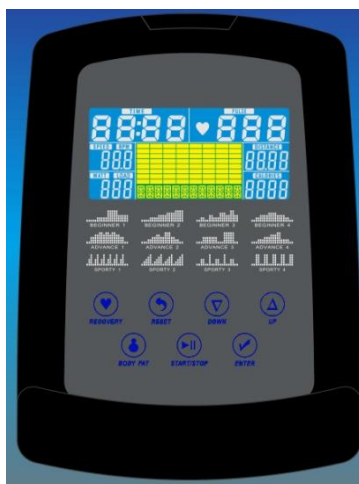 TIME PULSE
88:88 888
SPEED RPM DISTANCE
88.8 88.88
WATT LOAD CALORIES
888 8888
BEGINNER 1 BEGINNER 2 BEGINNER 3 BEGINNER 4
ADVANCE 1 ADVANCE 2 ADVANCE 3 ADVANCE 4
SPORTY 1 SPORTY 2 SPORTY 3 SPORTY 4
RECOVERY RESET DOWN UP
BODY FAT START/STOP ENTER